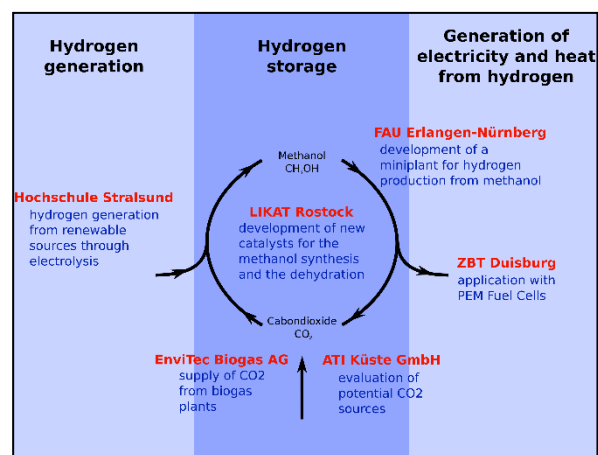 Hydrogen
generation
Hydrogen
storage
Generation of
electricity and heat
from hydrogen
FAU Erlangen-Nürnberg
development of a
miniplant for hydrogen
production from methanol
Methanol
CH₃OH
Hochschule Stralsund
hydrogen generation
from renewable
sources through
electrolysis
LIKAT Rostock
development of new
catalysts for the
methanol synthesis
and the dehydration
ZBT Duisburg
application with
PEM Fuel Cells
Cabondioxide
CO₂
EnviTec Biogas AG
supply of CO2
from biogas
plants
ATI Küste GmbH
evaluation of
potential CO2
sources